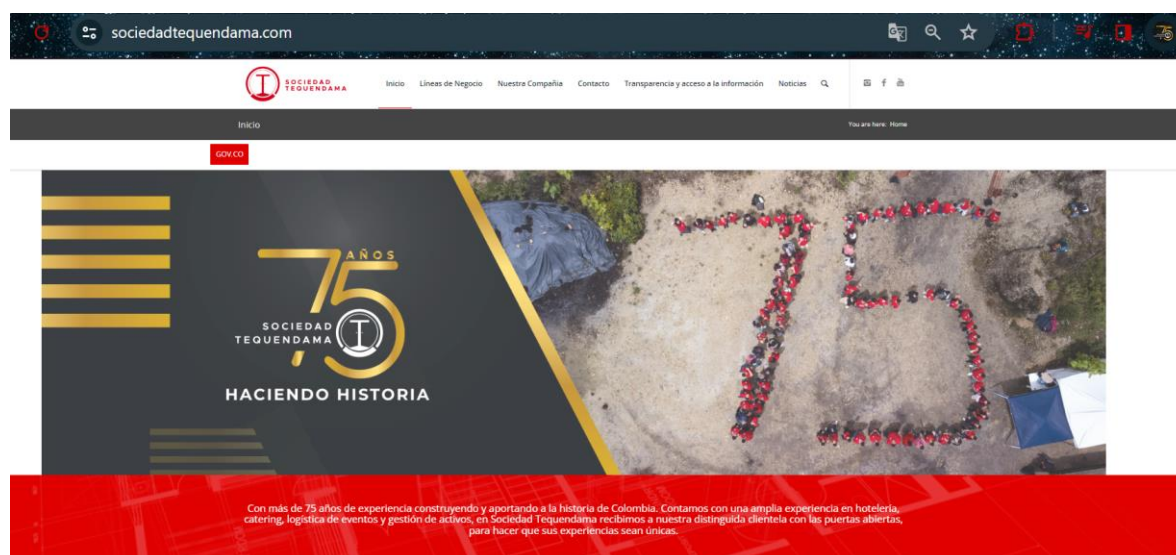 sociedadtequendama.com
SOCIEDAD
TEQUENDAMA
Inicio Líneas de Negocio Nuestra Compañía Contacto Transparencia y acceso a la información Noticias
Inicio
You are here: Home
GOV.CO
75 AÑOS
SOCIEDAD
TEQUENDAMA
HACIENDO HISTORIA
75
Con más de 75 años de experiencia construyendo y aportando a la historia de Colombia. Contamos con una amplia experiencia en hotelería,
catering, logística de eventos y gestión de activos, en Sociedad Tequendama recibimos a nuestra distinguida clientela con las puertas abiertas,
para hacer que sus experiencias sean únicas.